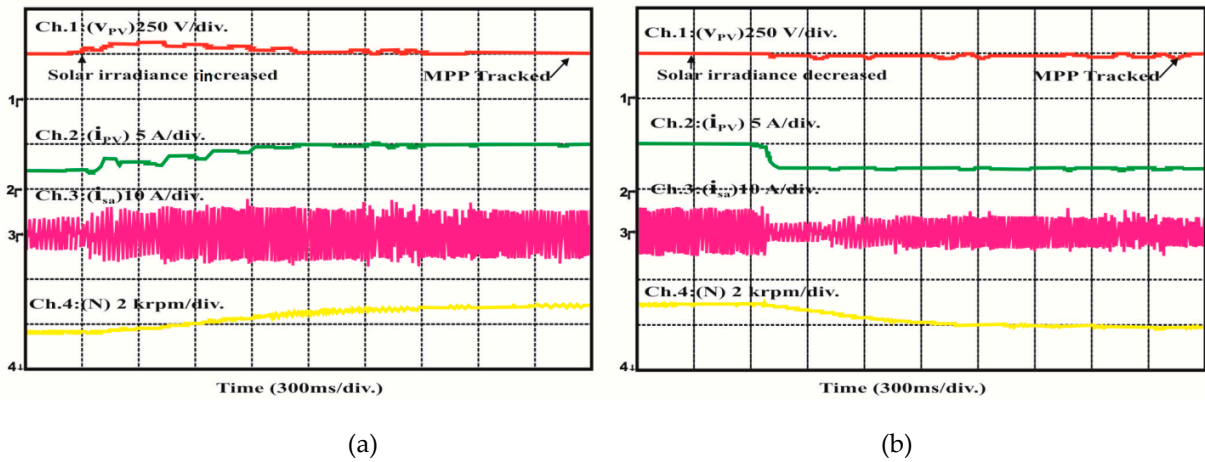 Ch.1:(vPV)250 V/div.
Solar irradiance increased
MPP Tracked
1
Ch.2:(iPV) 5 A/div.
2
Ch.3:(isa)10 A/div.
3
Ch.4:(N) 2 krpm/div.
4
Time (300ms/div.)
(a)
Ch.1:(vPV)250 V/div.
Solar irradiance decreased
MPP Tracked
1
Ch.2:(iPV) 5 A/div.
2
Ch.3:(isa)10 A/div.
3
Ch.4:(N) 2 krpm/div.
4
Time (300ms/div.)
(b)